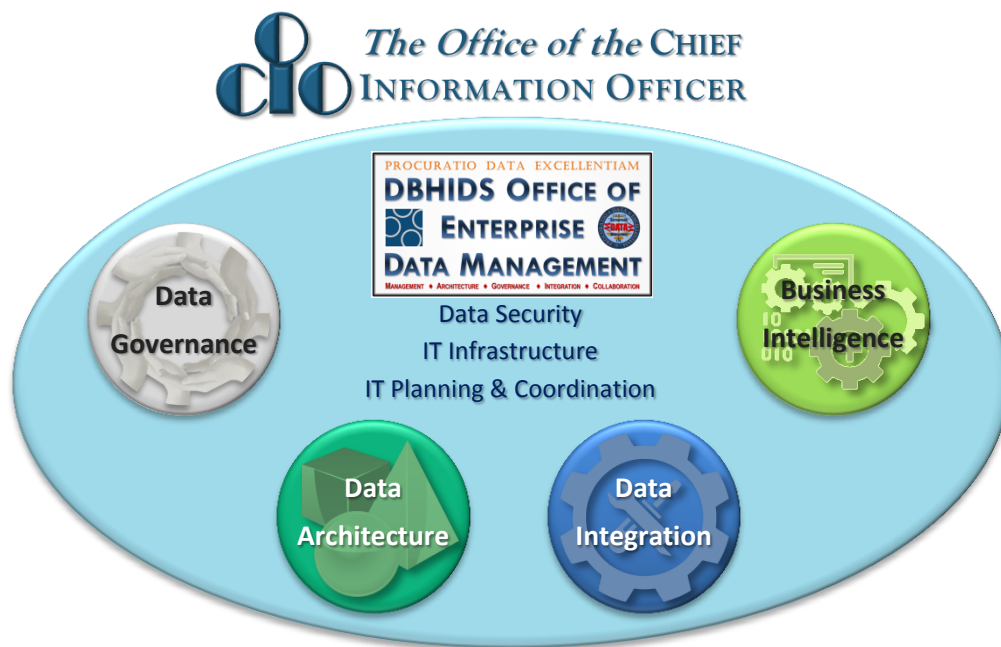 CIO
The Office of the CHIEF
INFORMATION OFFICER
PROCURATIO DATA EXCELLENTIAM
DBHIDS OFFICE OF
ENTERPRISE
DATA
DATA MANAGEMENT
MANAGEMENT ♦ ARCHITECTURE ♦ GOVERNANCE ♦ INTEGRATION ♦ COLLABORATION
Data Security
IT Infrastructure
IT Planning & Coordination
Data
Governance
Business
Intelligence
Data
Architecture
Data
Integration